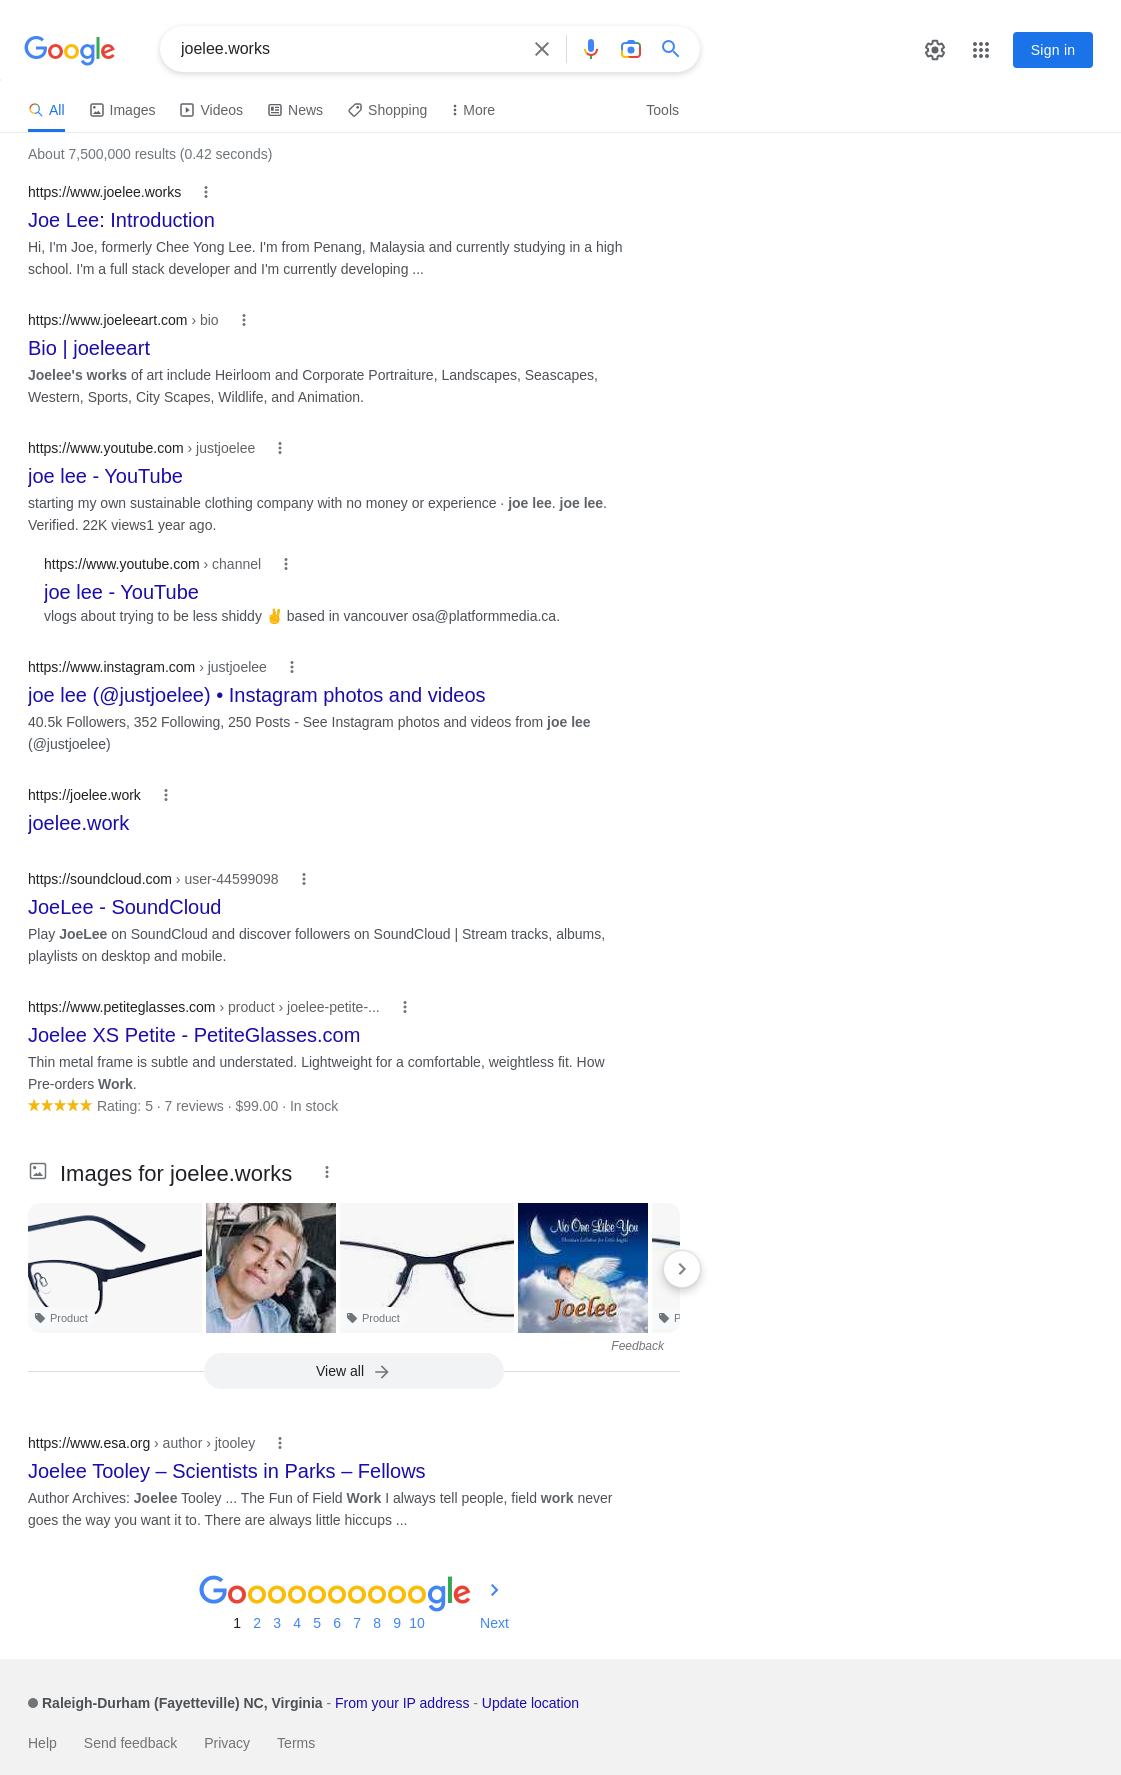 Google
joelee.works
Sign in
All
Images
Videos
News
Shopping
More
Tools
About 7,500,000 results (0.42 seconds)
https://www.joelee.works
Joe Lee: Introduction
Hi, I'm Joe, formerly Chee Yong Lee. I'm from Penang, Malaysia and currently studying in a high
school. I'm a full stack developer and I'm currently developing ...
https://www.joeleeart.com › bio
Bio | joeleeart
Joelee's works of art include Heirloom and Corporate Portraiture, Landscapes, Seascapes,
Western, Sports, City Scapes, Wildlife, and Animation.
https://www.youtube.com › justjoelee
joe lee - YouTube
starting my own sustainable clothing company with no money or experience · joe lee. joe lee.
Verified. 22K views1 year ago.
https://www.youtube.com › channel
joe lee - YouTube
vlogs about trying to be less shiddy ✌ based in vancouver osa@platformmedia.ca.
https://www.instagram.com › justjoelee
joe lee (@justjoelee) • Instagram photos and videos
40.5k Followers, 352 Following, 250 Posts - See Instagram photos and videos from joe lee
(@justjoelee)
https://joelee.work
joelee.work
https://soundcloud.com › user-44599098
JoeLee - SoundCloud
Play JoeLee on SoundCloud and discover followers on SoundCloud | Stream tracks, albums,
playlists on desktop and mobile.
https://www.petiteglasses.com › product › joelee-petite-...
Joelee XS Petite - PetiteGlasses.com
Thin metal frame is subtle and understated. Lightweight for a comfortable, weightless fit. How
Pre-orders Work.
Rating: 5 · 7 reviews · $99.00 · In stock
Images for joelee.works
No One Like You
Christian Lullabies for Little Angels
Joelee
Product
Product
P
Feedback
View all
https://www.esa.org › author › jtooley
Joelee Tooley – Scientists in Parks – Fellows
Author Archives: Joelee Tooley ... The Fun of Field Work I always tell people, field work never
goes the way you want it to. There are always little hiccups ...
Goooooooooogle
1 2 3 4 5 6 7 8 9 10 Next
Raleigh-Durham (Fayetteville) NC, Virginia - From your IP address - Update location
Help Send feedback Privacy Terms